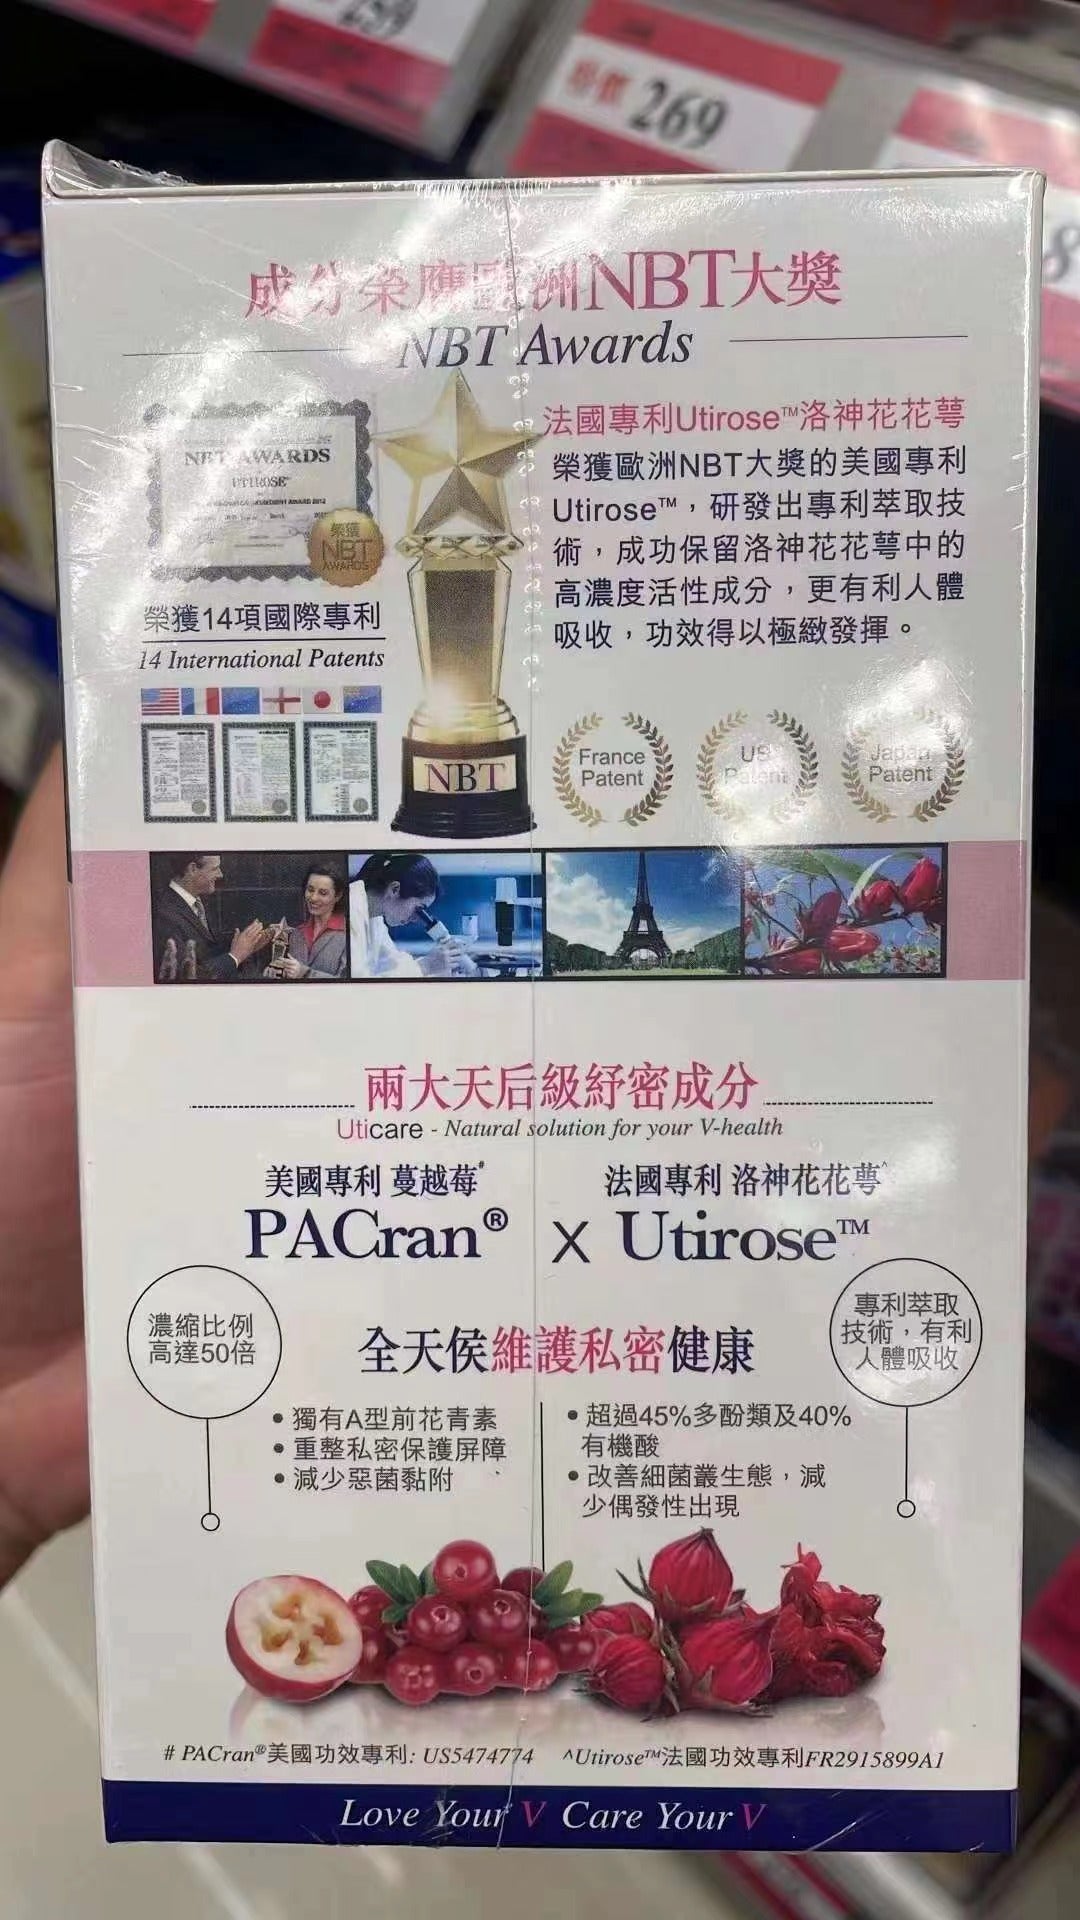 259
特價 269
8
成分榮膺歐洲NBT大獎
NBT Awards
NBT AWARDS
UTIROSE™
榮獲
NBT
AWARDS
榮獲14項國際專利
14 International Patents
NBT
法國專利Utirose™洛神花花萼
榮獲歐洲NBT大獎的美國專利
Utirose™，研發出專利萃取技
術，成功保留洛神花花萼中的
高濃度活性成分，更有利人體
吸收，功效得以極緻發揮。
France
Patent
US
Patent
Japan
Patent
兩大天后級紓密成分
Uticare - Natural solution for your V-health
美國專利 蔓越莓#
PACran®
X
法國專利 洛神花花萼^
Utirose™
濃缩比例
高達50倍
專利萃取
技術，有利
人體吸收
全天侯維護私密健康
• 獨有A型前花青素
• 重整私密保護屏障
• 減少惡菌黏附
• 超過45%多酚類及40%
有機酸
• 改善細菌叢生態，減
少偶發性出現
# PACran®美國功效專利: US5474774 ^Utirose™法國功效專利FR2915899A1
Love Your V Care Your V